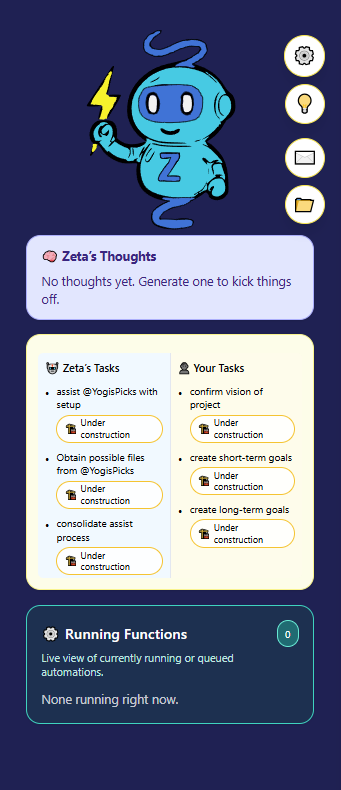 Z
Zeta's Thoughts
No thoughts yet. Generate one to kick things
off.
Zeta's Tasks
assist @YogisPicks with
setup
Under
construction
Obtain possible files
from @YogisPicks
Under
construction
consolidate assist
process
Under
construction
Your Tasks
confirm vision of
project
Under
construction
create short-term goals
Under
construction
create long-term goals
Under
construction
Running Functions
0
Live view of currently running or queued
automations.
None running right now.